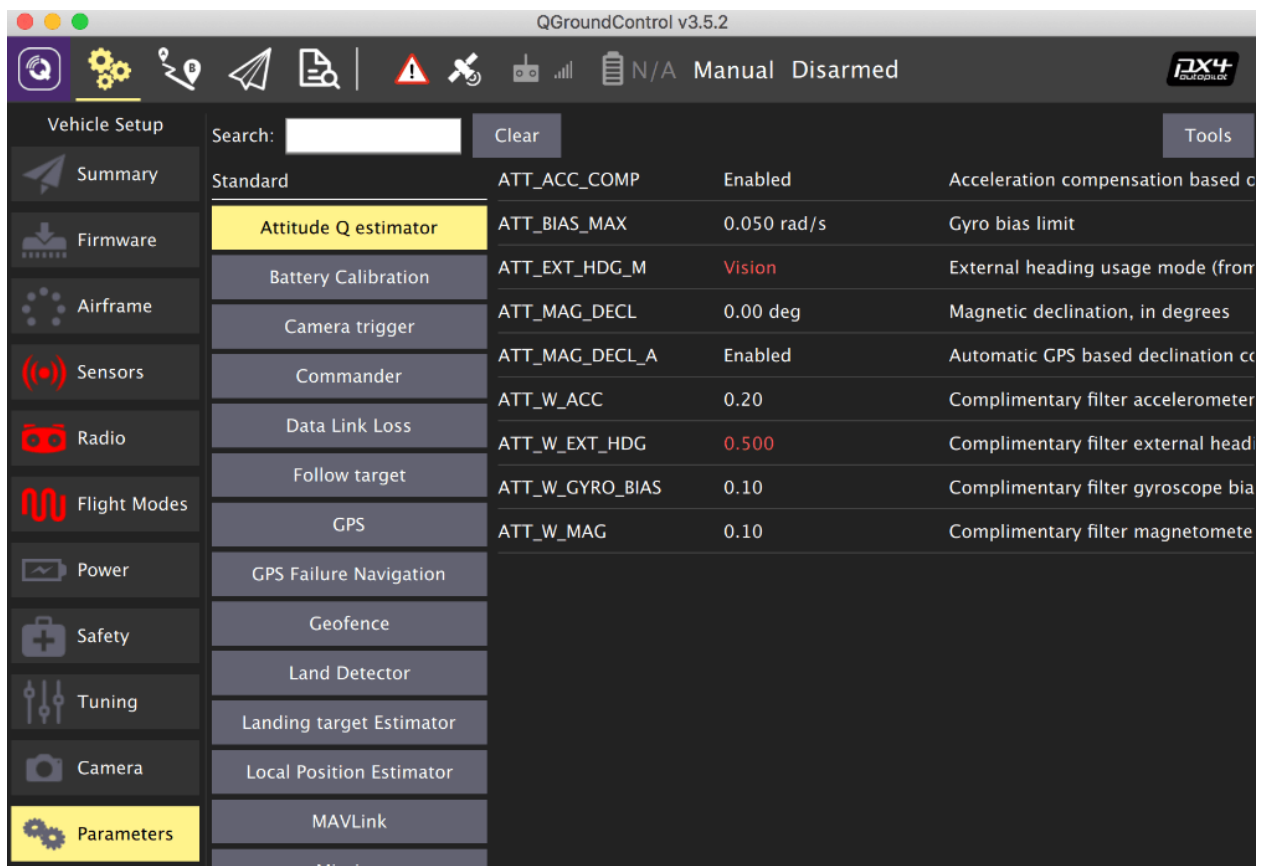 QGroundControl v3.5.2
N/A Manual Disarmed
px4 autopilot
Vehicle Setup
Summary
Firmware
Airframe
Sensors
Radio
Flight Modes
Power
Safety
Tuning
Camera
Parameters
Search:
Clear
Tools
Standard
Attitude Q estimator
Battery Calibration
Camera trigger
Commander
Data Link Loss
Follow target
GPS
GPS Failure Navigation
Geofence
Land Detector
Landing target Estimator
Local Position Estimator
MAVLink
ATT_ACC_COMP Enabled Acceleration compensation based c
ATT_BIAS_MAX 0.050 rad/s Gyro bias limit
ATT_EXT_HDG_M Vision External heading usage mode (from
ATT_MAG_DECL 0.00 deg Magnetic declination, in degrees
ATT_MAG_DECL_A Enabled Automatic GPS based declination co
ATT_W_ACC 0.20 Complimentary filter accelerometer
ATT_W_EXT_HDG 0.500 Complimentary filter external headi
ATT_W_GYRO_BIAS 0.10 Complimentary filter gyroscope bia
ATT_W_MAG 0.10 Complimentary filter magnetomete